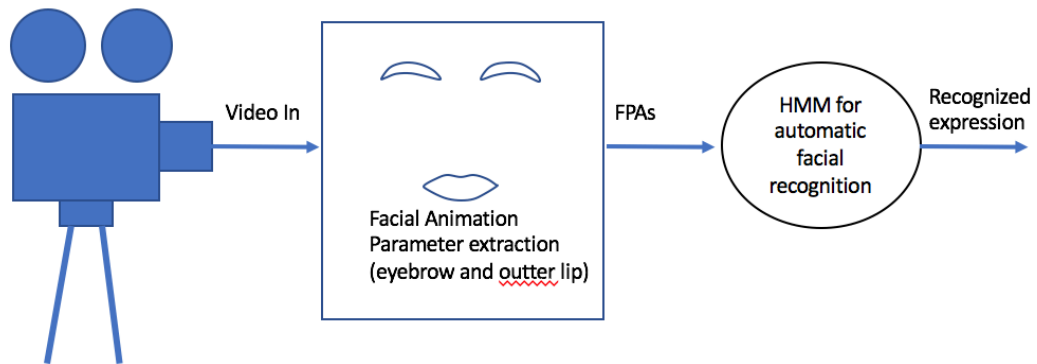 Video In
Facial Animation
Parameter extraction
(eyebrow and outter lip)
FPAs
HMM for
automatic
facial
recognition
Recognized
expression